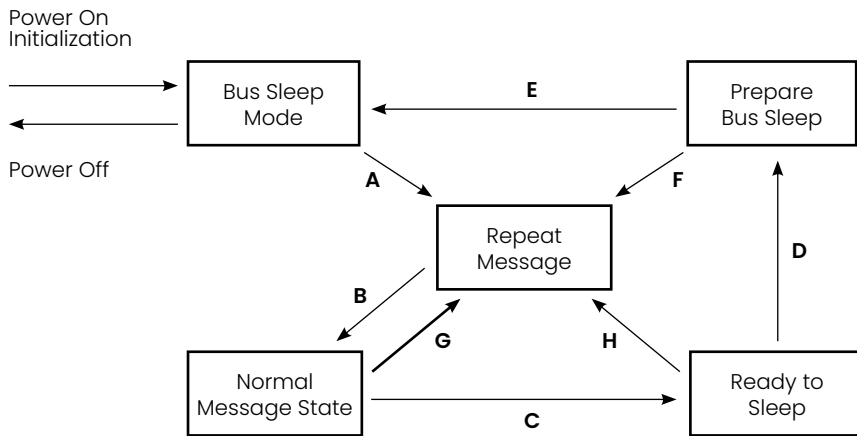 Power On
Initialization
Bus Sleep
Mode
E
Prepare
Bus Sleep
Power Off
A
F
Repeat
Message
D
B
G
H
Normal
Message State
C
Ready to
Sleep